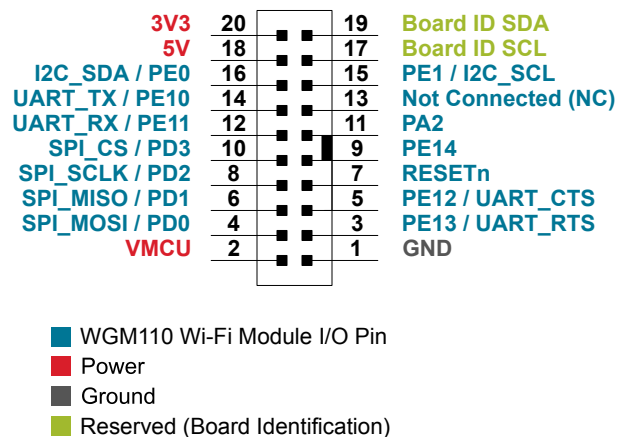 3V3 20 19 Board ID SDA
5V 18 17 Board ID SCL
I2C_SDA / PE0 16 15 PE1 / I2C_SCL
UART_TX / PE10 14 13 Not Connected (NC)
UART_RX / PE11 12 11 PA2
SPI_CS / PD3 10 9 PE14
SPI_SCLK / PD2 8 7 RESETn
SPI_MISO / PD1 6 5 PE12 / UART_CTS
SPI_MOSI / PD0 4 3 PE13 / UART_RTS
VMCU 2 1 GND
WGM110 Wi-Fi Module I/O Pin
Power
Ground
Reserved (Board Identification)